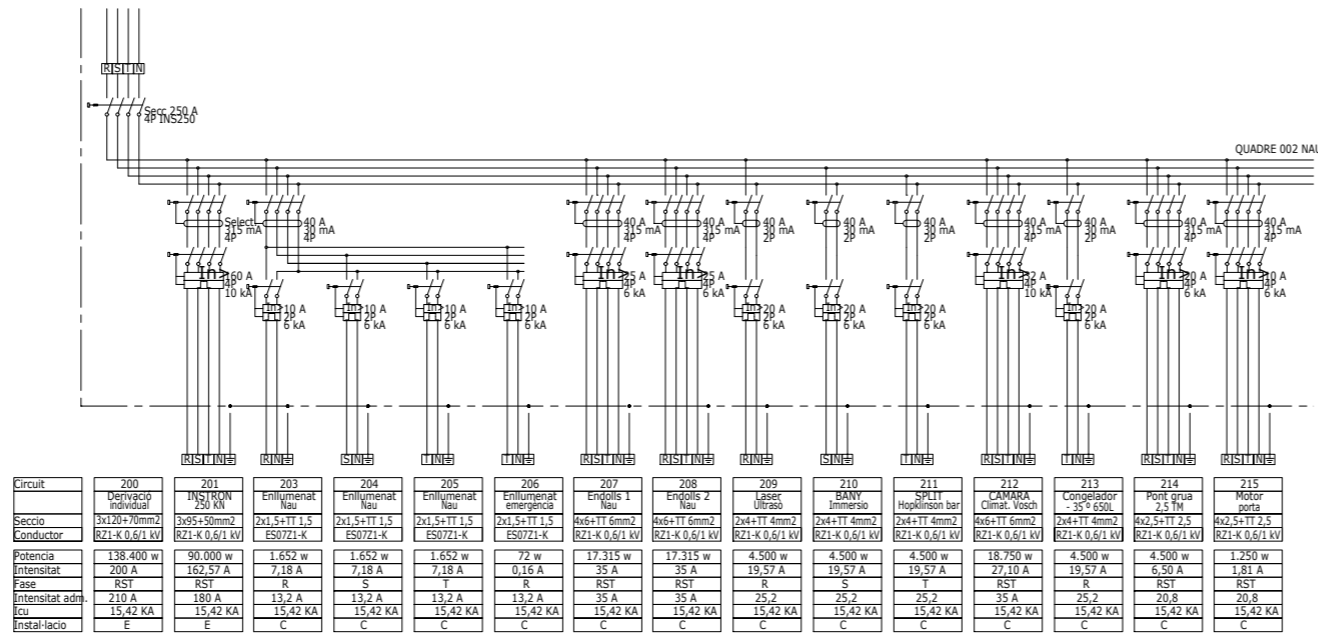 R S T N
Secc 250 A
4P INS250
QUADRE 002 NAU
Select.
315 mA
4P
40 A
30 mA
4P
40 A
315 mA
4P
40 A
315 mA
4P
40 A
30 mA
2P
40 A
30 mA
2P
40 A
30 mA
2P
40 A
315 mA
4P
40 A
30 mA
2P
40 A
315 mA
4P
40 A
315 mA
4P
In> 160 A
4P
10 kA
In> 10 A
2P
6 kA
In> 10 A
2P
6 kA
In> 10 A
2P
6 kA
In> 10 A
2P
6 kA
In> 25 A
4P
6 kA
In> 25 A
4P
6 kA
In> 20 A
2P
6 kA
In> 20 A
2P
6 kA
In> 20 A
2P
6 kA
In> 32 A
4P
10 kA
In> 20 A
2P
6 kA
In> 20 A
4P
6 kA
In> 10 A
4P
6 kA
R S T N R N S N T N T N R S T N R S T N R N S N T N R S T N R N R S T N R S T N
Circuit 200 201 203 204 205 206 207 208 209 210 211 212 213 214 215
Derivació INSTRON Enllumenat Enllumenat Enllumenat Enllumenat Endolls 1 Endolls 2 Laser BANY SPLIT CAMARA Congelador Pont grua Motor
individual 250 KN Nau Nau Nau emergència Nau Nau Ultrasò Immersio Hopklinson bar Climat. Vosch - 35 º 650L 2,5 TM porta
Seccio 3x120+70mm2 3x95+50mm2 2x1,5+TT 1,5 2x1,5+TT 1,5 2x1,5+TT 1,5 2x1,5+TT 1,5 4x6+TT 6mm2 4x6+TT 6mm2 2x4+TT 4mm2 2x4+TT 4mm2 2x4+TT 4mm2 4x6+TT 6mm2 2x4+TT 4mm2 4x2,5+TT 2,5 4x2,5+TT 2,5
Conductor RZ1-K 0,6/1 kV RZ1-K 0,6/1 kV ES07Z1-K ES07Z1-K ES07Z1-K ES07Z1-K RZ1-K 0,6/1 kV RZ1-K 0,6/1 kV RZ1-K 0,6/1 kV RZ1-K 0,6/1 kV RZ1-K 0,6/1 kV RZ1-K 0,6/1 kV RZ1-K 0,6/1 kV RZ1-K 0,6/1 kV RZ1-K 0,6/1 kV
Potencia 138.400 w 90.000 w 1.652 w 1.652 w 1.652 w 72 w 17.315 w 17.315 w 4.500 w 4.500 w 4.500 w 18.750 w 4.500 w 4.500 w 1.250 w
Intensitat 200 A 162,57 A 7,18 A 7,18 A 7,18 A 0,16 A 35 A 35 A 19,57 A 19,57 A 19,57 A 27,10 A 19,57 A 6,50 A 1,81 A
Fase RST RST R S T R RST RST R S T RST R RST RST
Intensitat adm. 210 A 180 A 13,2 A 13,2 A 13,2 A 13,2 A 35 A 35 A 25,2 25,2 25,2 35 A 25,2 20,8 20,8
Icu 15,42 KA 15,42 KA 15,42 KA 15,42 KA 15,42 KA 15,42 KA 15,42 KA 15,42 KA 15,42 KA 15,42 KA 15,42 KA 15,42 KA 15,42 KA 15,42 KA 15,42 KA
Instal·lacio E E C C C C C C C C C C C C C